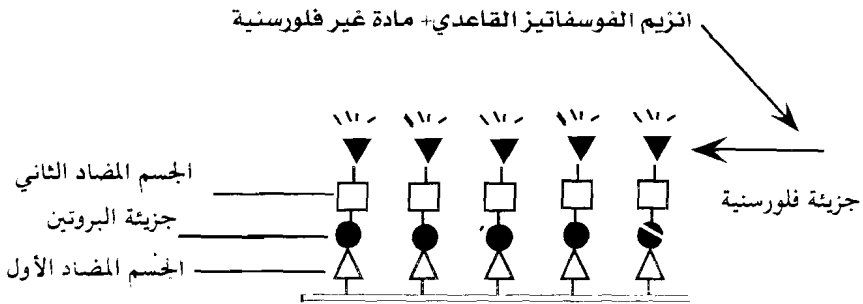 انزيم الفوسفاتيز القاعدي+ مادة غير فلورسنية
الجسم المضاد الثاني
جزيئة فلورسنية
جزيئة البروتين
الجسم المضاد الأول